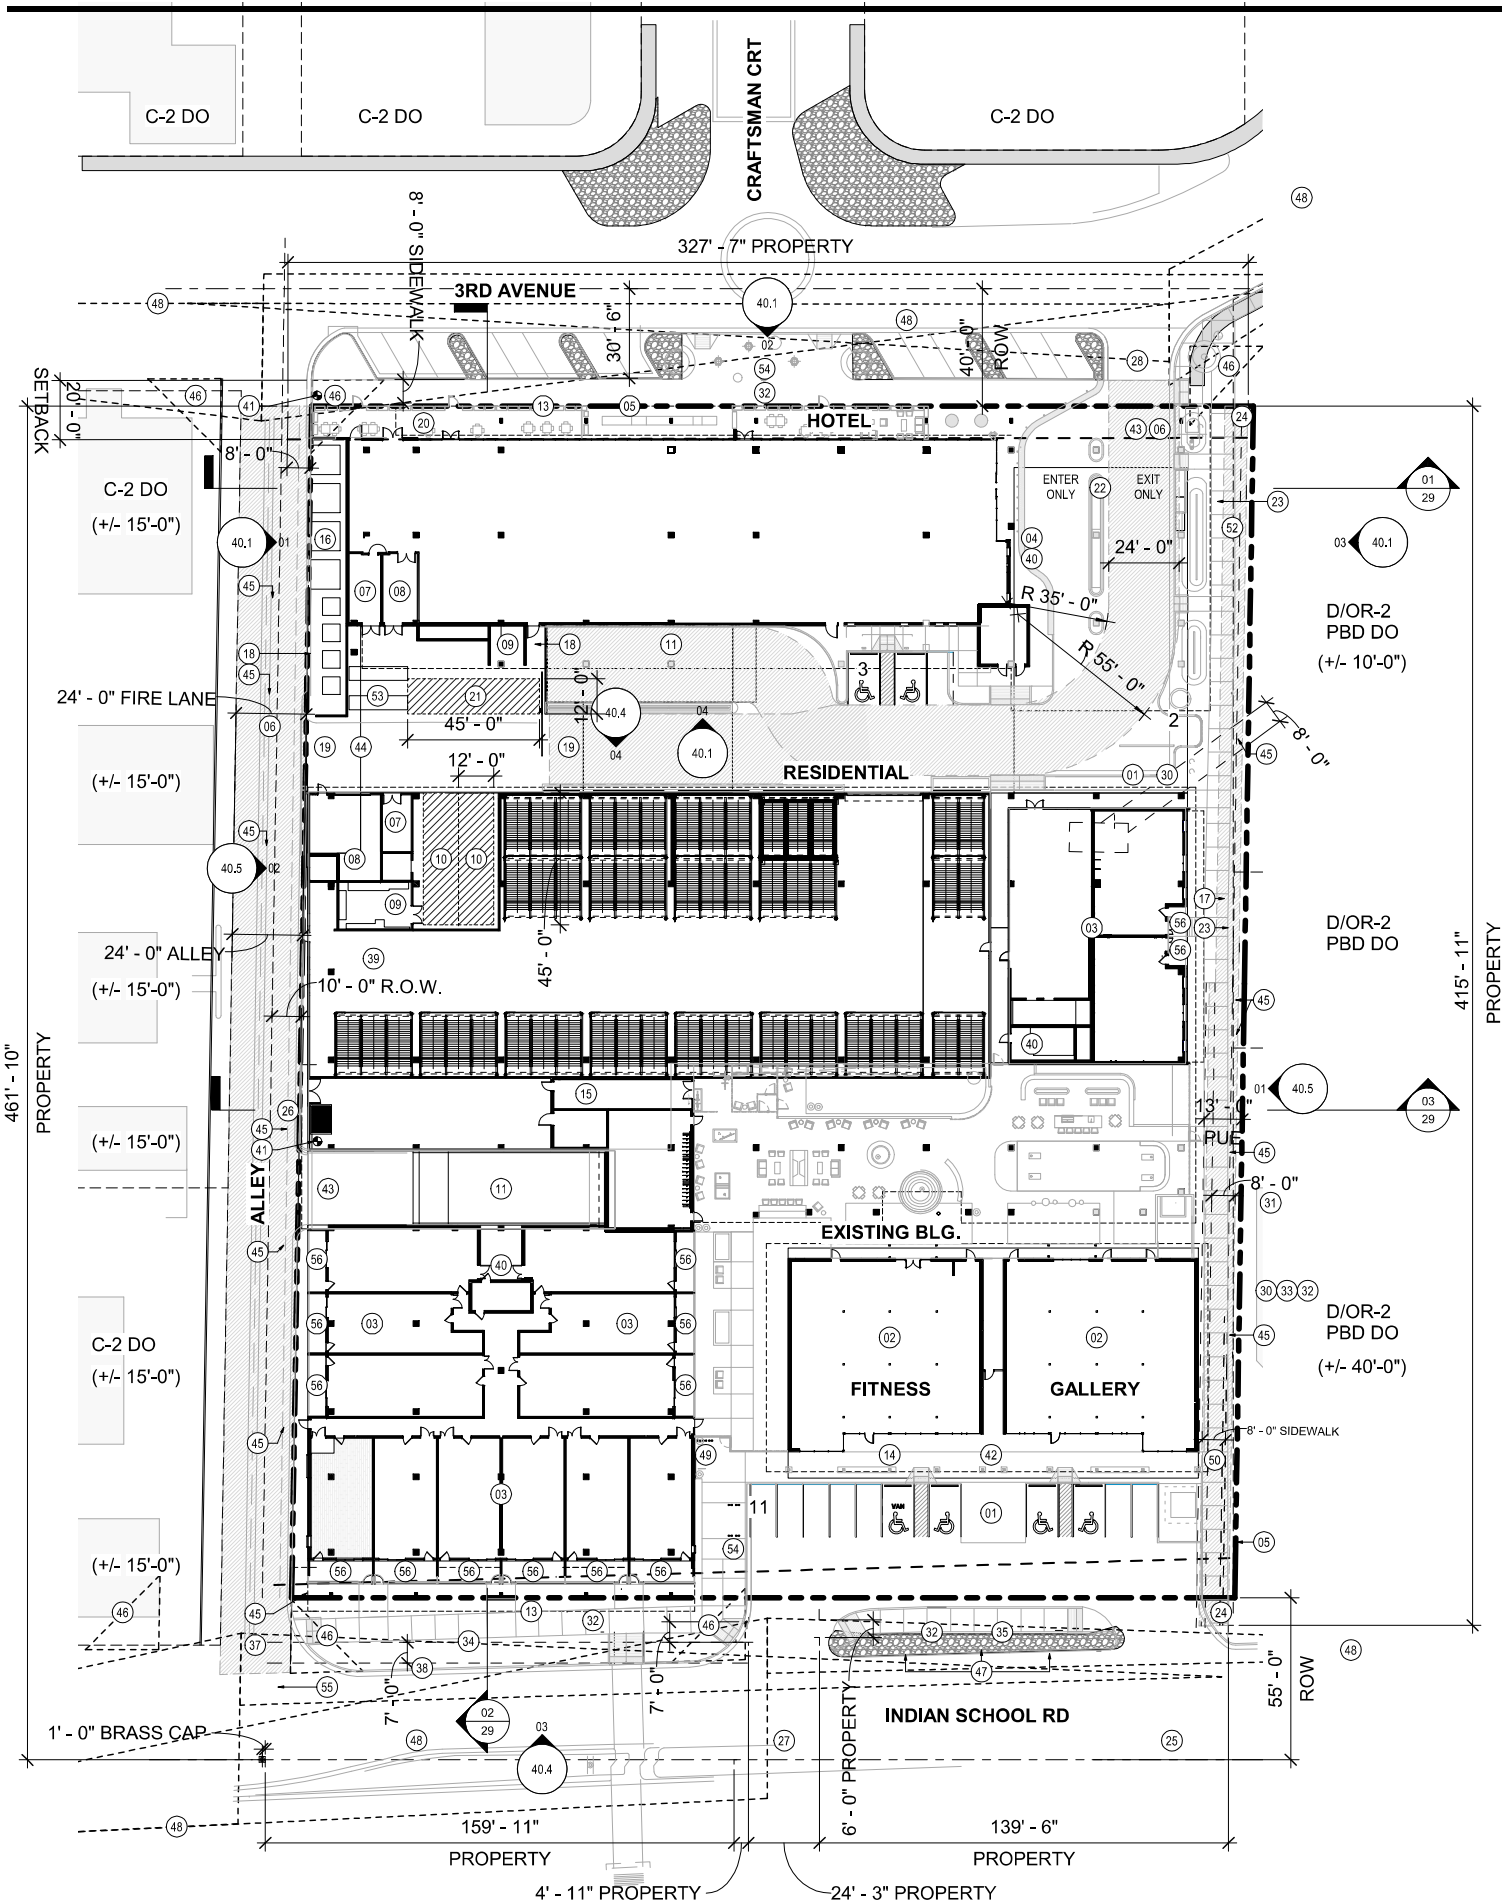 C-2 DO
C-2 DO
CRAFTSMAN CRT
C-2 DO
48
8' - 0" SIDEWALK
327' - 7" PROPERTY
48
3RD AVENUE
30' - 6"
40.1
02
48
40' - 0"
ROW
28
46
54
32
20' - 0"
SETBACK
46
41
46
13
05
20
HOTEL
43
06
24
8' - 0"
C-2 DO
(+/- 15'-0")
ENTER
ONLY
22
EXIT
ONLY
23
01
29
16
40.1
01
04
40
52
24' - 0"
03
40.1
45
07
08
R 35' - 0"
D/OR-2
PBD DO
(+/- 10'-0")
09
18
11
18
45
3
R 55' - 0"
24' - 0" FIRE LANE
53
21
12' - 0"
45' - 0"
40.4
04
04
40.1
2
06
19
44
19
8' - 0"
45
(+/- 15'-0")
12' - 0"
RESIDENTIAL
01
30
45
07
08
10
10
40.5
02
09
45' - 0"
03
17
56
23
56
D/OR-2
PBD DO
24' - 0" ALLEY
39
(+/- 15'-0")
10' - 0" R.O.W.
45
415' - 11"
PROPERTY
461' - 10"
PROPERTY
40
15
01
40.5
26
45
41
(+/- 15'-0")
13' - 0"
PUE
03
29
45
ALLEY
43
11
8' - 0"
31
EXISTING BLG.
45
56
40
56
30
33
32
D/OR-2
PBD DO
(+/- 40'-0")
C-2 DO
(+/- 15'-0")
56
03
03
56
02
02
45
56
56
FITNESS
GALLERY
45
49
14
42
8' - 0" SIDEWALK
50
03
VAN
11
01
(+/- 15'-0")
54
05
56
56
56
56
56
56
46
45
13
32
46
24
37
46
34
32
35
48
38
47
55
7' - 0"
7' - 0"
6' - 0" PROPERTY
55' - 0"
ROW
02
29
1' - 0" BRASS CAP
48
03
40.4
27
INDIAN SCHOOL RD
25
48
159' - 11"
PROPERTY
139' - 6"
PROPERTY
4' - 11" PROPERTY
24' - 3" PROPERTY